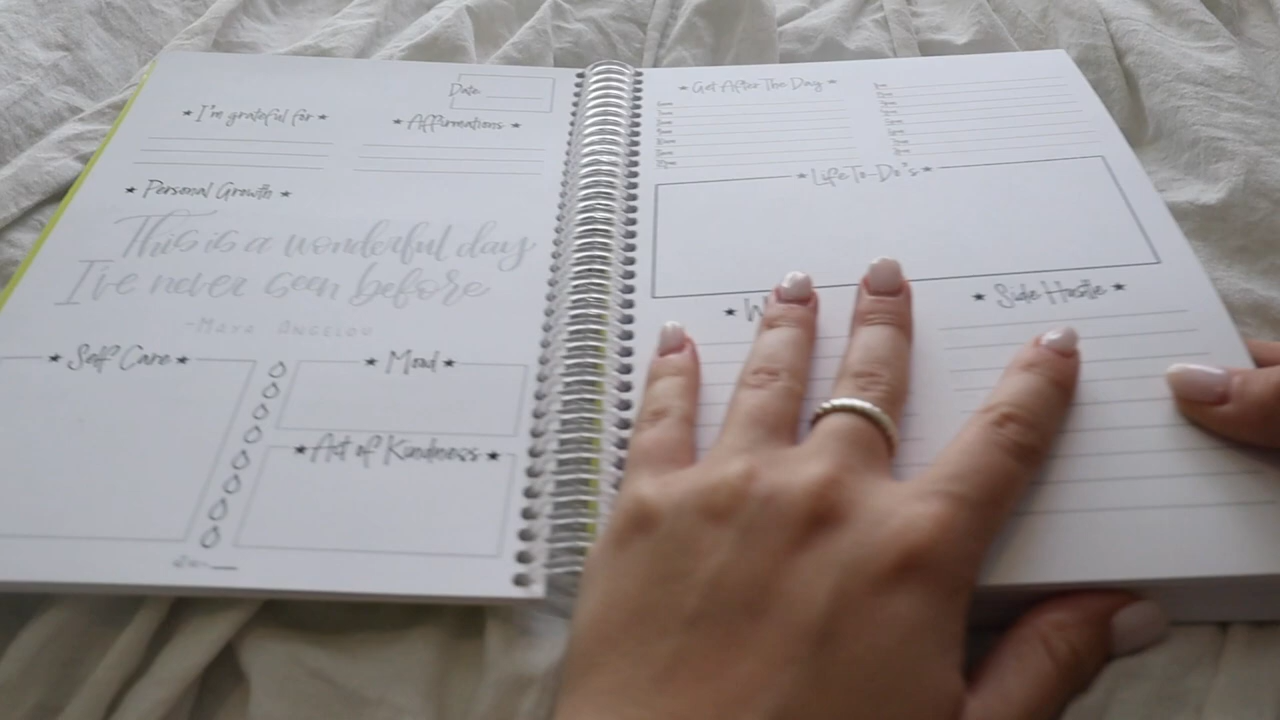 Date
I'm grateful for
Affirmations
Personal Growth
This is a wonderful day
I've never seen before
-Maya Angelou
Self Care
Mood
Act of Kindness
Get After The Day
Life To-Do's
W
Side Hustle